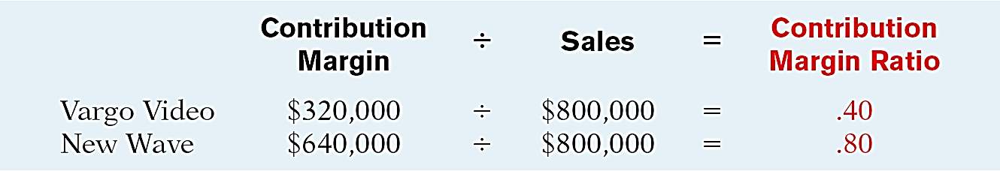 Contribution Margin ÷ Sales = Contribution Margin Ratio
Vargo Video $320,000 ÷ $800,000 = .40
New Wave $640,000 ÷ $800,000 = .80